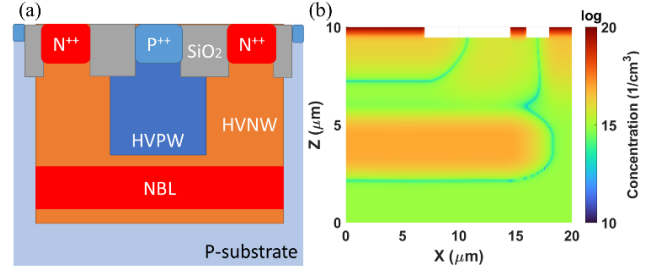 (a)
N++ P++ SiO2 N++
HVPW HVNW
NBL
P-substrate
(b)
log
Z (μm)
10
5
0
0 5 10 15 20
X (μm)
20
15
10
Concentration (1/cm3)